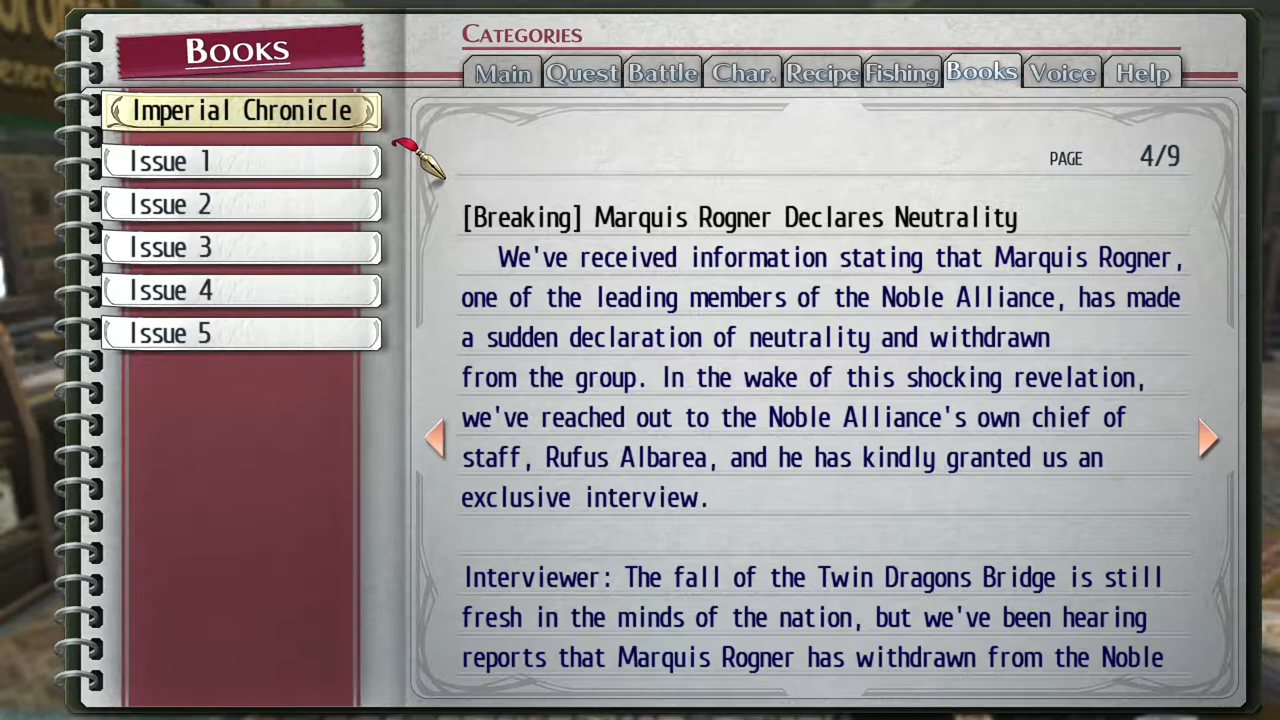 BOOKS
CATEGORIES
Main Quest Battle Char. Recipe Fishing Books Voice Help
Imperial Chronicle
Issue 1
Issue 2
Issue 3
Issue 4
Issue 5
PAGE 4/9
[Breaking] Marquis Rogner Declares Neutrality
We've received information stating that Marquis Rogner,
one of the leading members of the Noble Alliance, has made
a sudden declaration of neutrality and withdrawn
from the group. In the wake of this shocking revelation,
we've reached out to the Noble Alliance's own chief of
staff, Rufus Albarea, and he has kindly granted us an
exclusive interview.
Interviewer: The fall of the Twin Dragons Bridge is still
fresh in the minds of the nation, but we've been hearing
reports that Marquis Rogner has withdrawn from the Noble